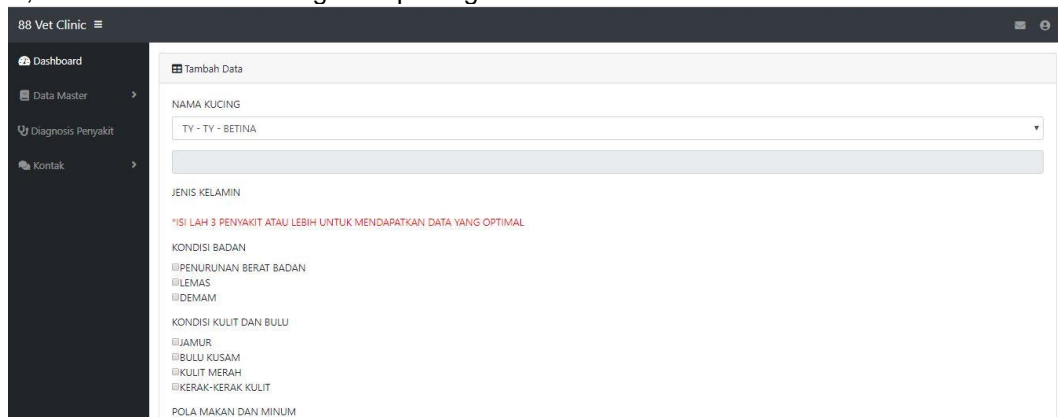 88 Vet Clinic
Dashboard
Data Master
Diagnosis Penyakit
Kontak
Tambah Data
NAMA KUCING
TY - TY - BETINA
JENIS KELAMIN
*ISI LAH 3 PENYAKIT ATAU LEBIH UNTUK MENDAPATKAN DATA YANG OPTIMAL
KONDISI BADAN
PENURUNAN BERAT BADAN
LEMAS
DEMAM
KONDISI KULIT DAN BULU
JAMUR
BULU KUSAM
KULIT MERAH
KERAK-KERAK KULIT
POLA MAKAN DAN MINUM